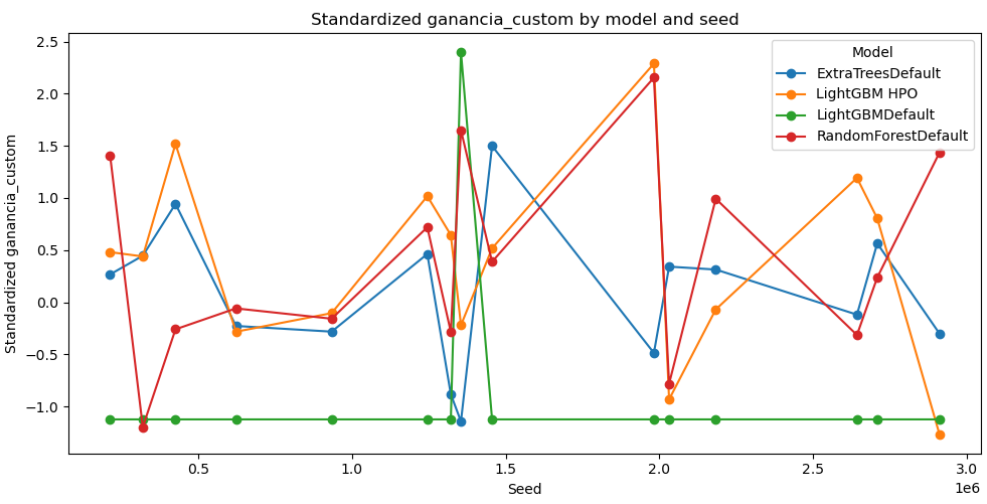 Standardized ganancia_custom by model and seed
Standardized ganancia_custom
2.5
2.0
1.5
1.0
0.5
0.0
−0.5
−1.0
Model
ExtraTreesDefault
LightGBM HPO
LightGBMDefault
RandomForestDefault
0.5 1.0 1.5 2.0 2.5 3.0
1e6
Seed